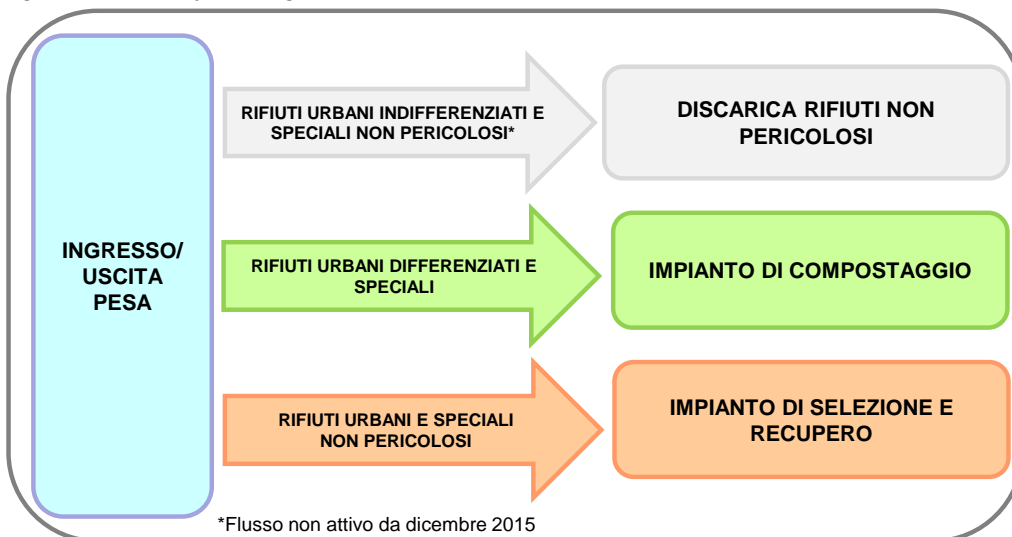 INGRESSO/
USCITA
PESA
RIFIUTI URBANI INDIFFERENZIATI E
SPECIALI NON PERICOLOSI*
DISCARICA RIFIUTI NON
PERICOLOSI
RIFIUTI URBANI DIFFERENZIATI E
SPECIALI
IMPIANTO DI COMPOSTAGGIO
RIFIUTI URBANI E SPECIALI
NON PERICOLOSI
IMPIANTO DI SELEZIONE E
RECUPERO
*Flusso non attivo da dicembre 2015